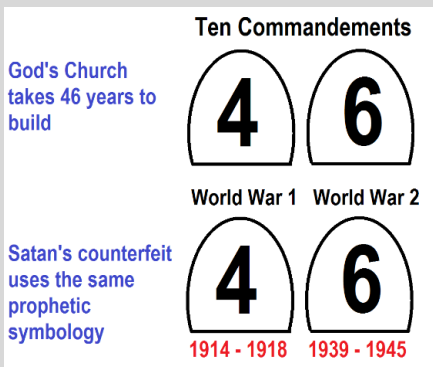 Ten Commandements
God's Church
takes 46 years to
build
4 6
World War 1 World War 2
Satan's counterfeit
uses the same
prophetic
symbology
4 6
1914 - 1918 1939 - 1945